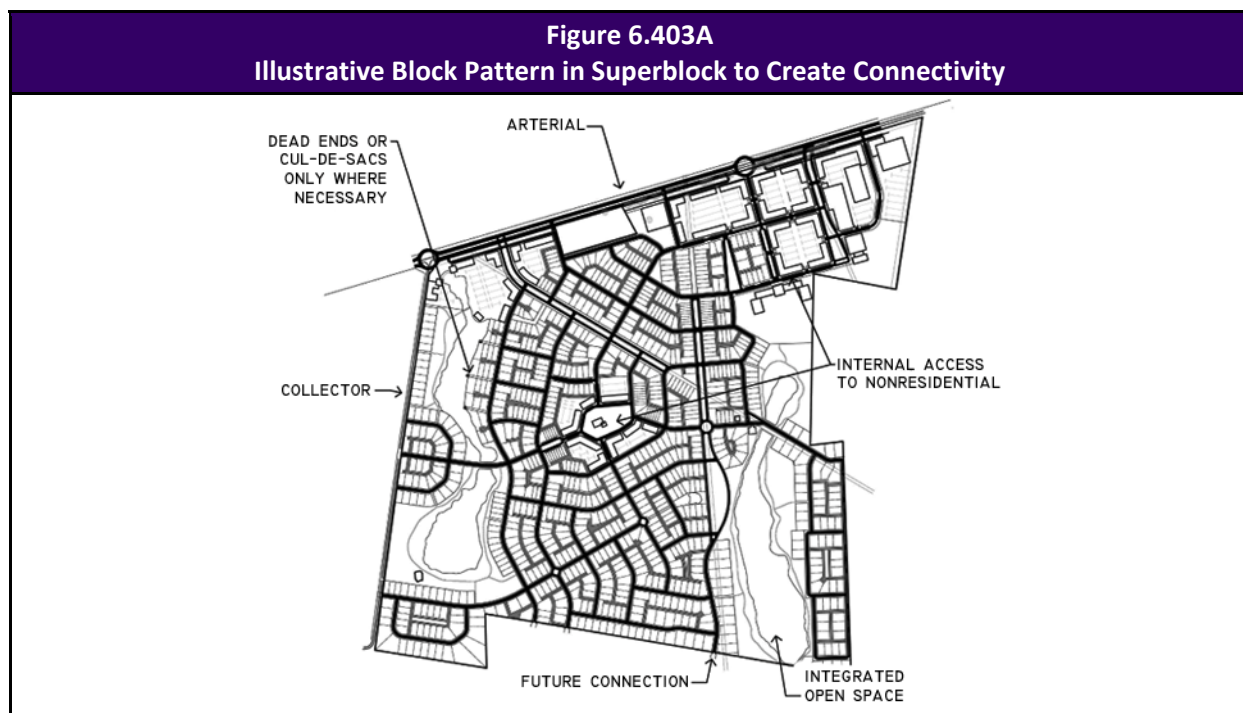 Figure 6.403A
Illustrative Block Pattern in Superblock to Create Connectivity
ARTERIAL
DEAD ENDS OR
CUL-DE-SACS
ONLY WHERE
NECESSARY
COLLECTOR
INTERNAL ACCESS
TO NONRESIDENTIAL
FUTURE CONNECTION
INTEGRATED
OPEN SPACE